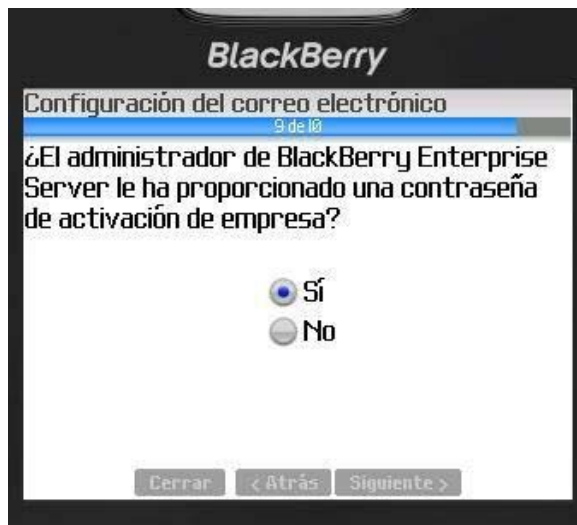 BlackBerry
Configuración del correo electrónico
9 de 10
¿El administrador de BlackBerry Enterprise
Server le ha proporcionado una contraseña
de activación de empresa?
Sí
No
Cerrar
< Atrás
Siguiente >